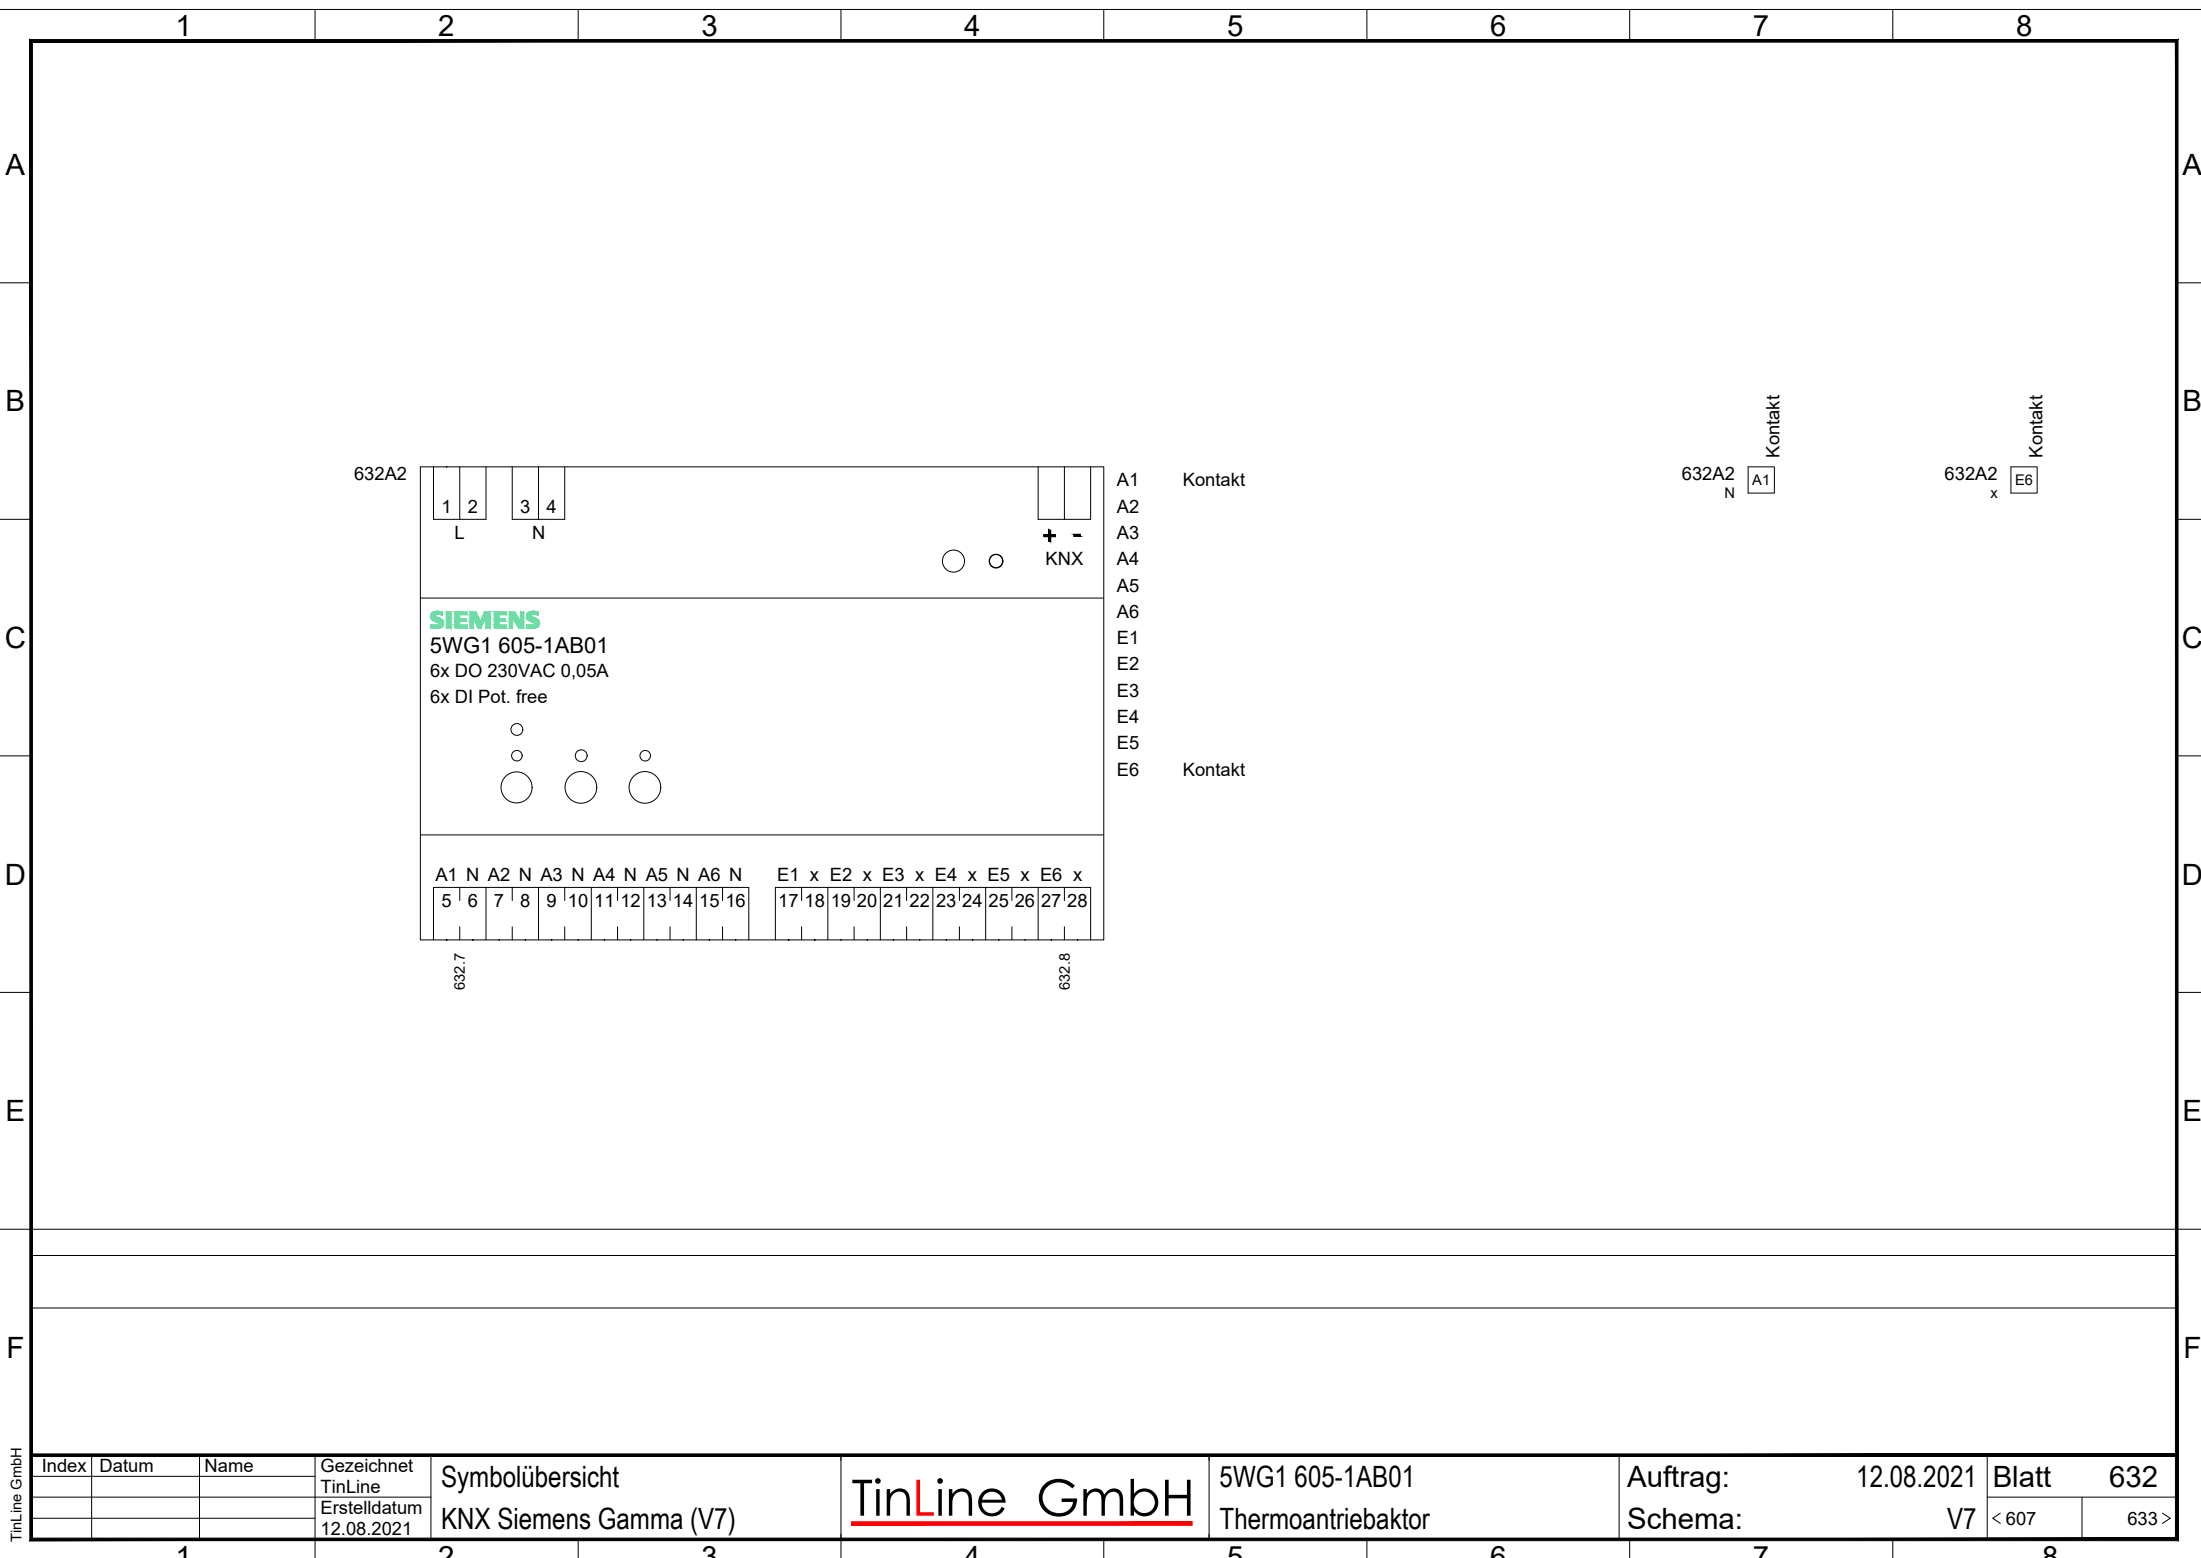 1 2 3 4 5 6 7 8
A A
B B
Kontakt Kontakt
632A2 A1 Kontakt 632A2 A1 632A2 E6
N x
1 2 3 4 A2
L N + - A3
KNX A4
A5
A6
SIEMENS
C E1 C
5WG1 605-1AB01
E2
6x DO 230VAC 0,05A
E3
6x DI Pot. free
E4
E5
E6 Kontakt
D A1 N A2 N A3 N A4 N A5 N A6 N E1 x E2 x E3 x E4 x E5 x E6 x D
5 6 7 8 9 10 11 12 13 14 15 16 17 18 19 20 21 22 23 24 25 26 27 28
632.7 632.8
E E
F F
TinLine GmbH
Index Datum Name Gezeichnet
TinLine
Erstelldatum
12.08.2021
Symbolübersicht
KNX Siemens Gamma (V7)
TinLine GmbH
5WG1 605-1AB01
Thermoantriebaktor
Auftrag: 12.08.2021 Blatt 632
Schema: V7 <607 633>
1 2 3 4 5 6 7 8